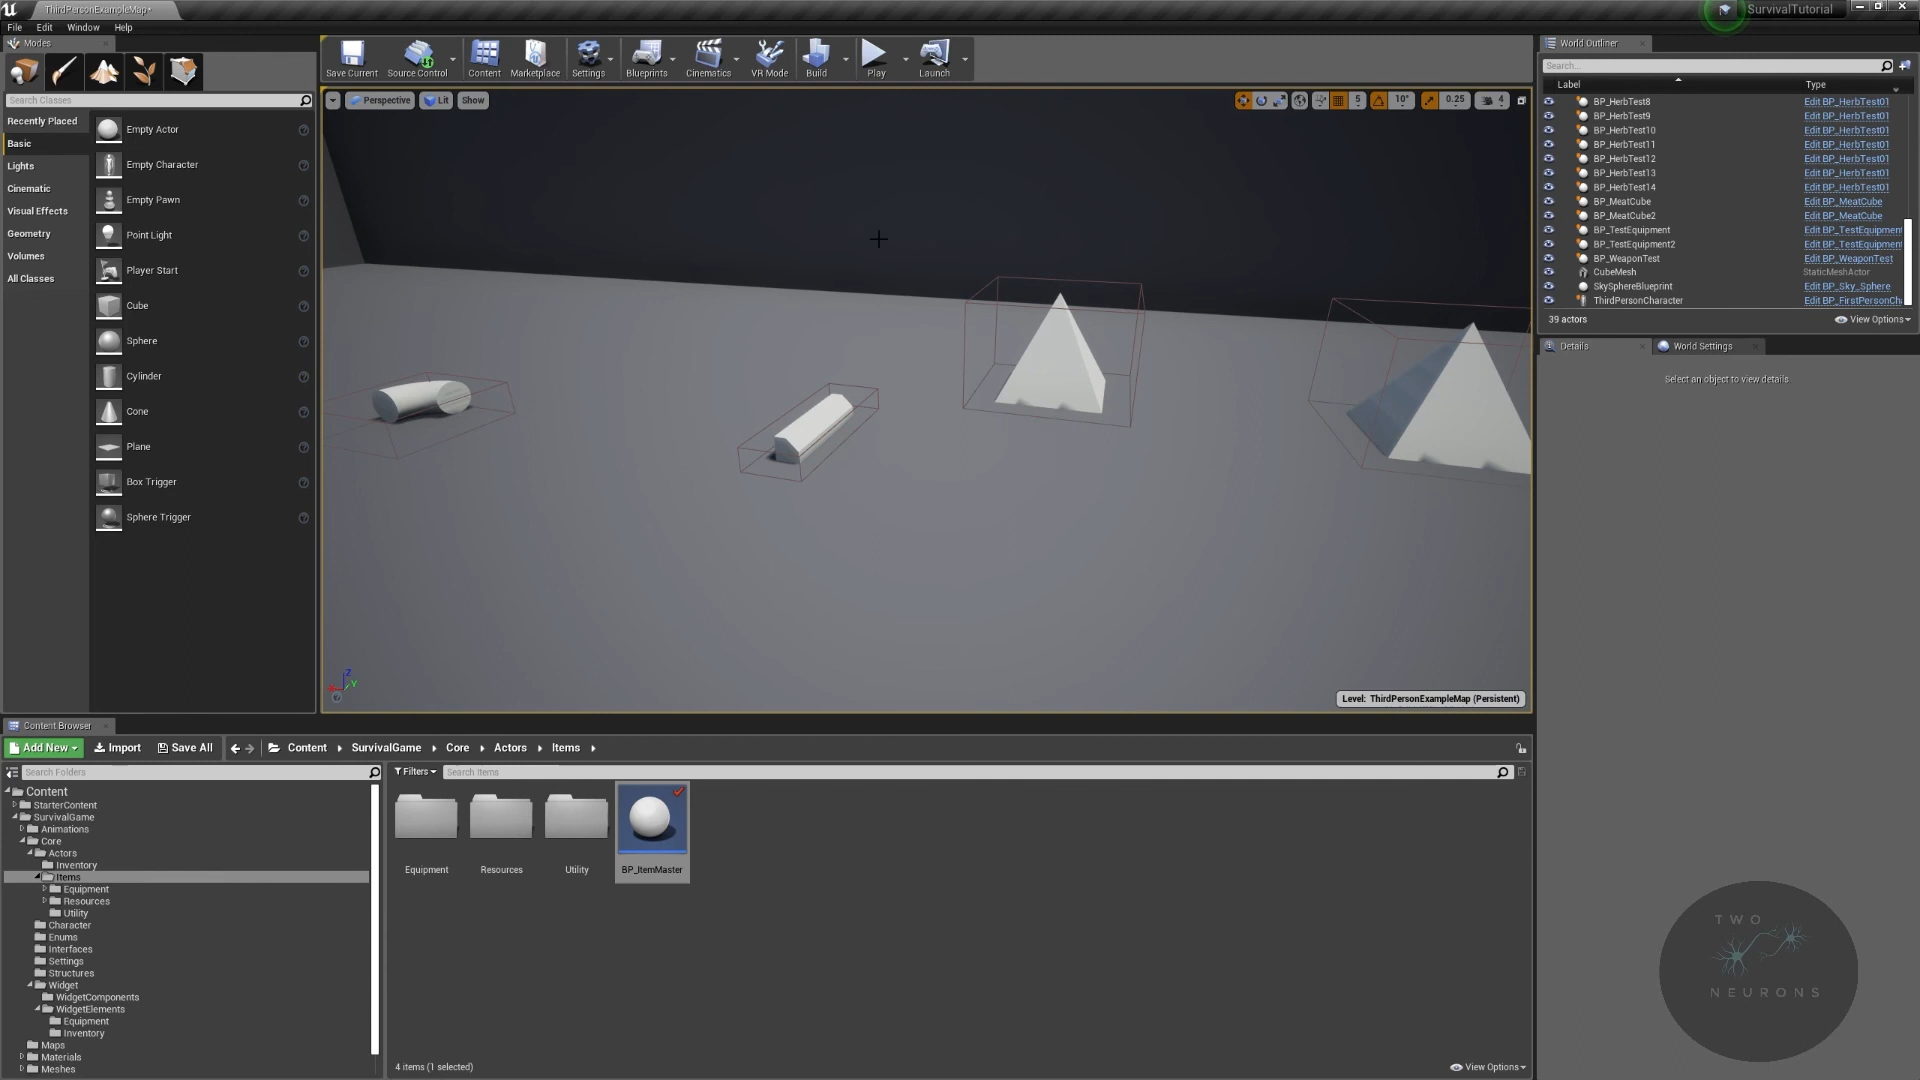 ThirdPersonExampleMap*
SurvivalTutorial
File Edit Window Help
Modes
Search Classes
Recently Placed
Basic
Lights
Cinematic
Visual Effects
Geometry
Volumes
All Classes
Empty Actor
Empty Character
Empty Pawn
Point Light
Player Start
Cube
Sphere
Cylinder
Cone
Plane
Box Trigger
Sphere Trigger
Save Current Source Control Content Marketplace Settings Blueprints Cinematics VR Mode Build Play Launch
Perspective Lit Show
5 10° 0.25 4
Z
Y
Level: ThirdPersonExampleMap (Persistent)
World Outliner
Search...
Label Type
BP_HerbTest8 Edit BP_HerbTest01
BP_HerbTest9 Edit BP_HerbTest01
BP_HerbTest10 Edit BP_HerbTest01
BP_HerbTest11 Edit BP_HerbTest01
BP_HerbTest12 Edit BP_HerbTest01
BP_HerbTest13 Edit BP_HerbTest01
BP_HerbTest14 Edit BP_HerbTest01
BP_MeatCube Edit BP_MeatCube
BP_MeatCube2 Edit BP_MeatCube
BP_TestEquipment Edit BP_TestEquipment
BP_TestEquipment2 Edit BP_TestEquipment
BP_WeaponTest Edit BP_WeaponTest
CubeMesh StaticMeshActor
SkySphereBlueprint Edit BP_Sky_Sphere
ThirdPersonCharacter Edit BP_FirstPersonCha
39 actors View Options
Details World Settings
Select an object to view details
Content Browser
Add New Import Save All Content SurvivalGame Core Actors Items
Search Folders
Filters Search Items
Content
StarterContent
SurvivalGame
Animations
Core
Actors
Inventory
Items
Equipment
Resources
Utility
Character
Enums
Interfaces
Settings
Structures
Widget
WidgetComponents
WidgetElements
Equipment
Inventory
Maps
Materials
Meshes
Equipment Resources Utility BP_ItemMaster
4 items (1 selected) View Options
TWO
NEURONS